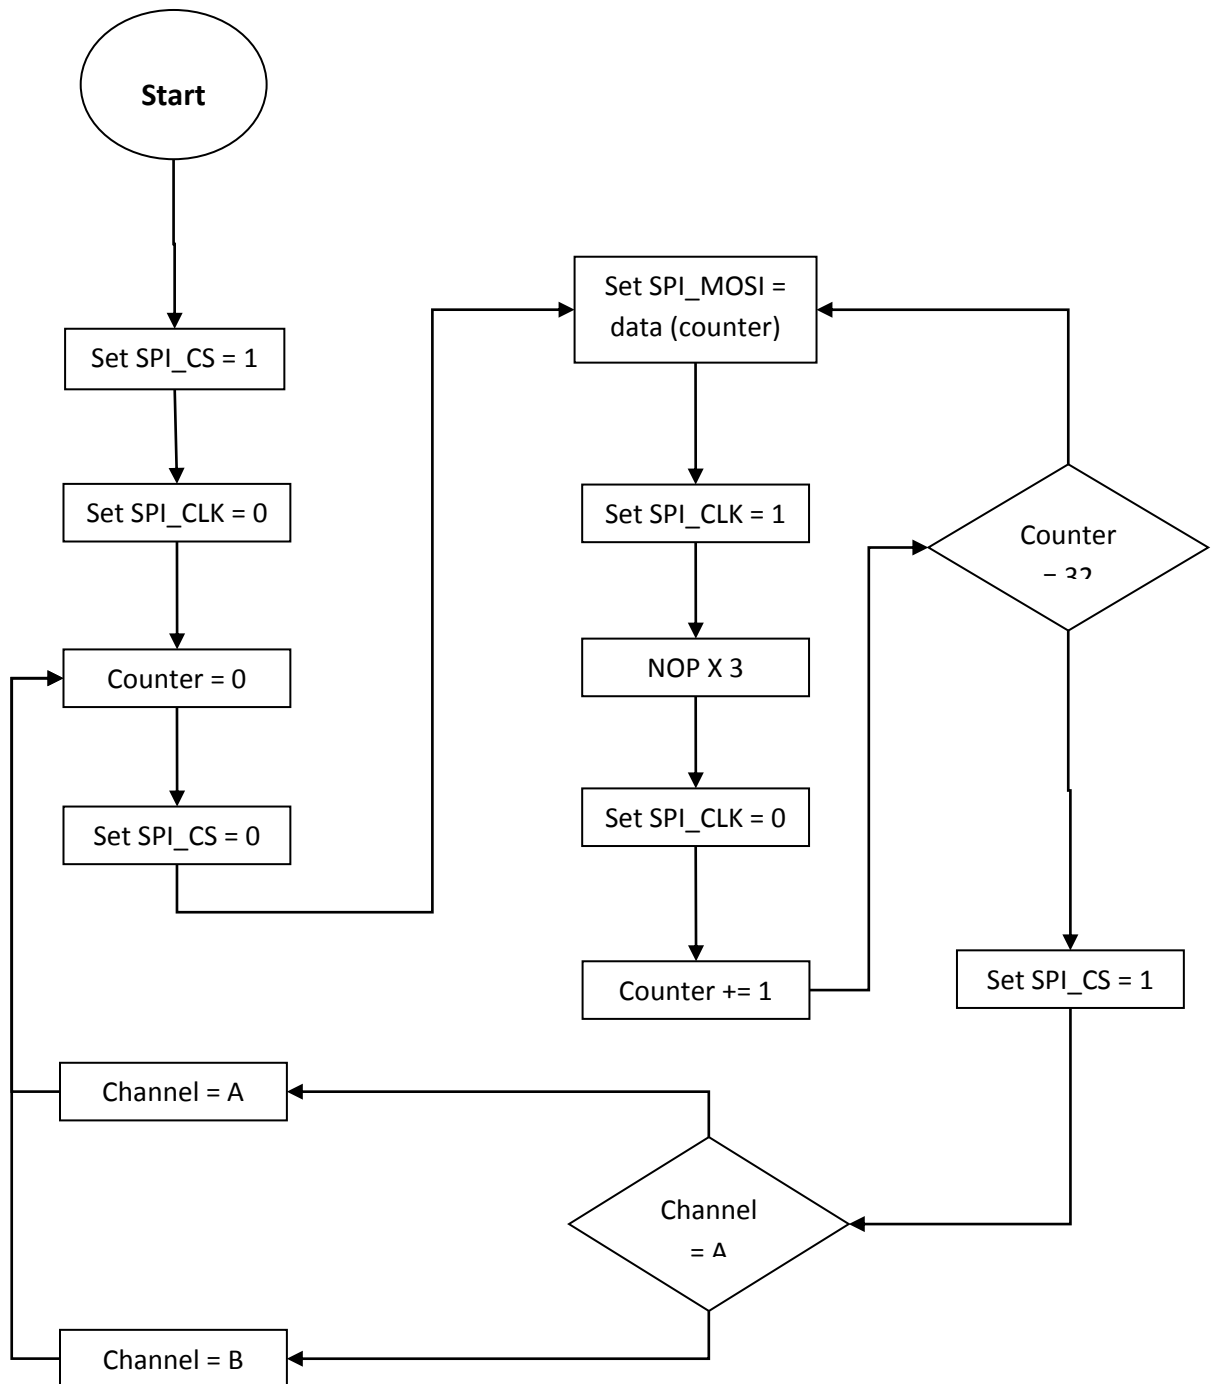 Start
Set SPI_CS = 1
Set SPI_CLK = 0
Counter = 0
Set SPI_CS = 0
Set SPI_MOSI =
data (counter)
Set SPI_CLK = 1
NOP X 3
Set SPI_CLK = 0
Counter += 1
Counter
= 32
Set SPI_CS = 1
Channel
= A
Channel = A
Channel = B